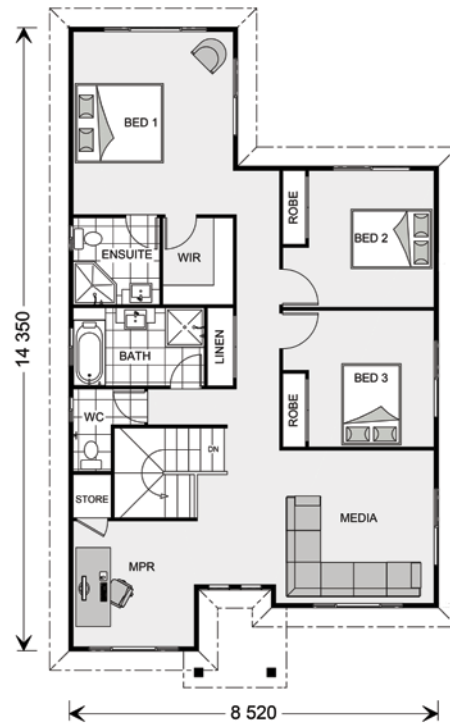 BED 1
ROBE
BED 2
ENSUITE
WIR
14 350
BATH
LINEN
BED 3
ROBE
WC
DN
STORE
MEDIA
MPR
8 520